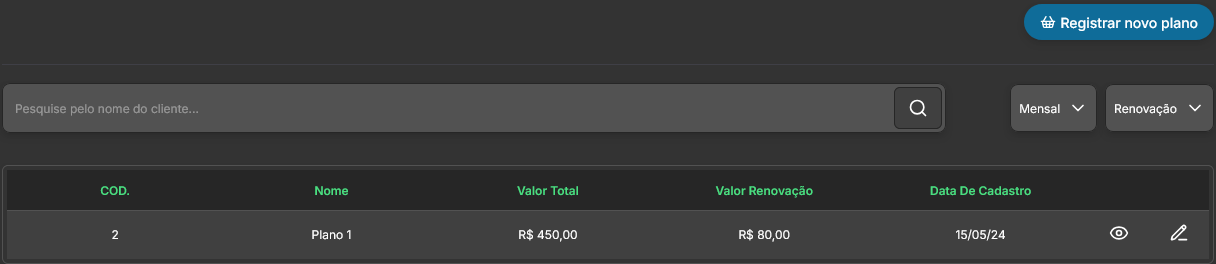 Registrar novo plano
Pesquise pelo nome do cliente...
Mensal
Renovação
COD. Nome Valor Total Valor Renovação Data De Cadastro
2 Plano 1 R$ 450,00 R$ 80,00 15/05/24